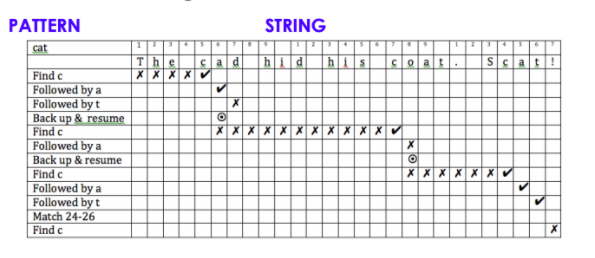 PATTERN STRING
cat 1 2 3 4 5 6 7 8 9 1 2 3 4 5 6 7 8 9 1 2 3 4 5 6 7
T h e c a d h i d h i s c o a t . S c a t !
Find c ✗ ✗ ✗ ✗ ✔
Followed by a ✔
Followed by t ✗
Back up & resume ⊙
Find c ✗ ✗ ✗ ✗ ✗ ✗ ✗ ✗ ✗ ✗ ✗ ✔
Followed by a ✗
Back up & resume ⊙
Find c ✗ ✗ ✗ ✗ ✗ ✗ ✔
Followed by a ✔
Followed by t ✔
Match 24-26
Find c ✗